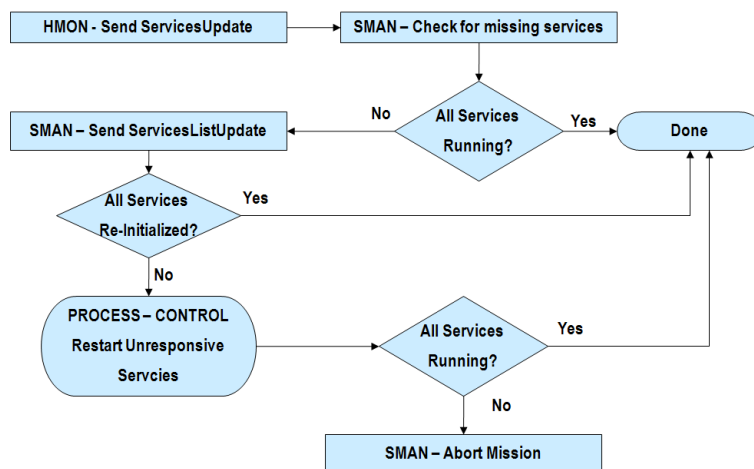 HMON - Send ServicesUpdate
SMAN – Check for missing services
All Services
Running?
No
Yes
Done
SMAN – Send ServicesListUpdate
All Services
Re-Initialized?
Yes
No
PROCESS – CONTROL
Restart Unresponsive
Servcies
All Services
Running?
Yes
No
SMAN – Abort Mission